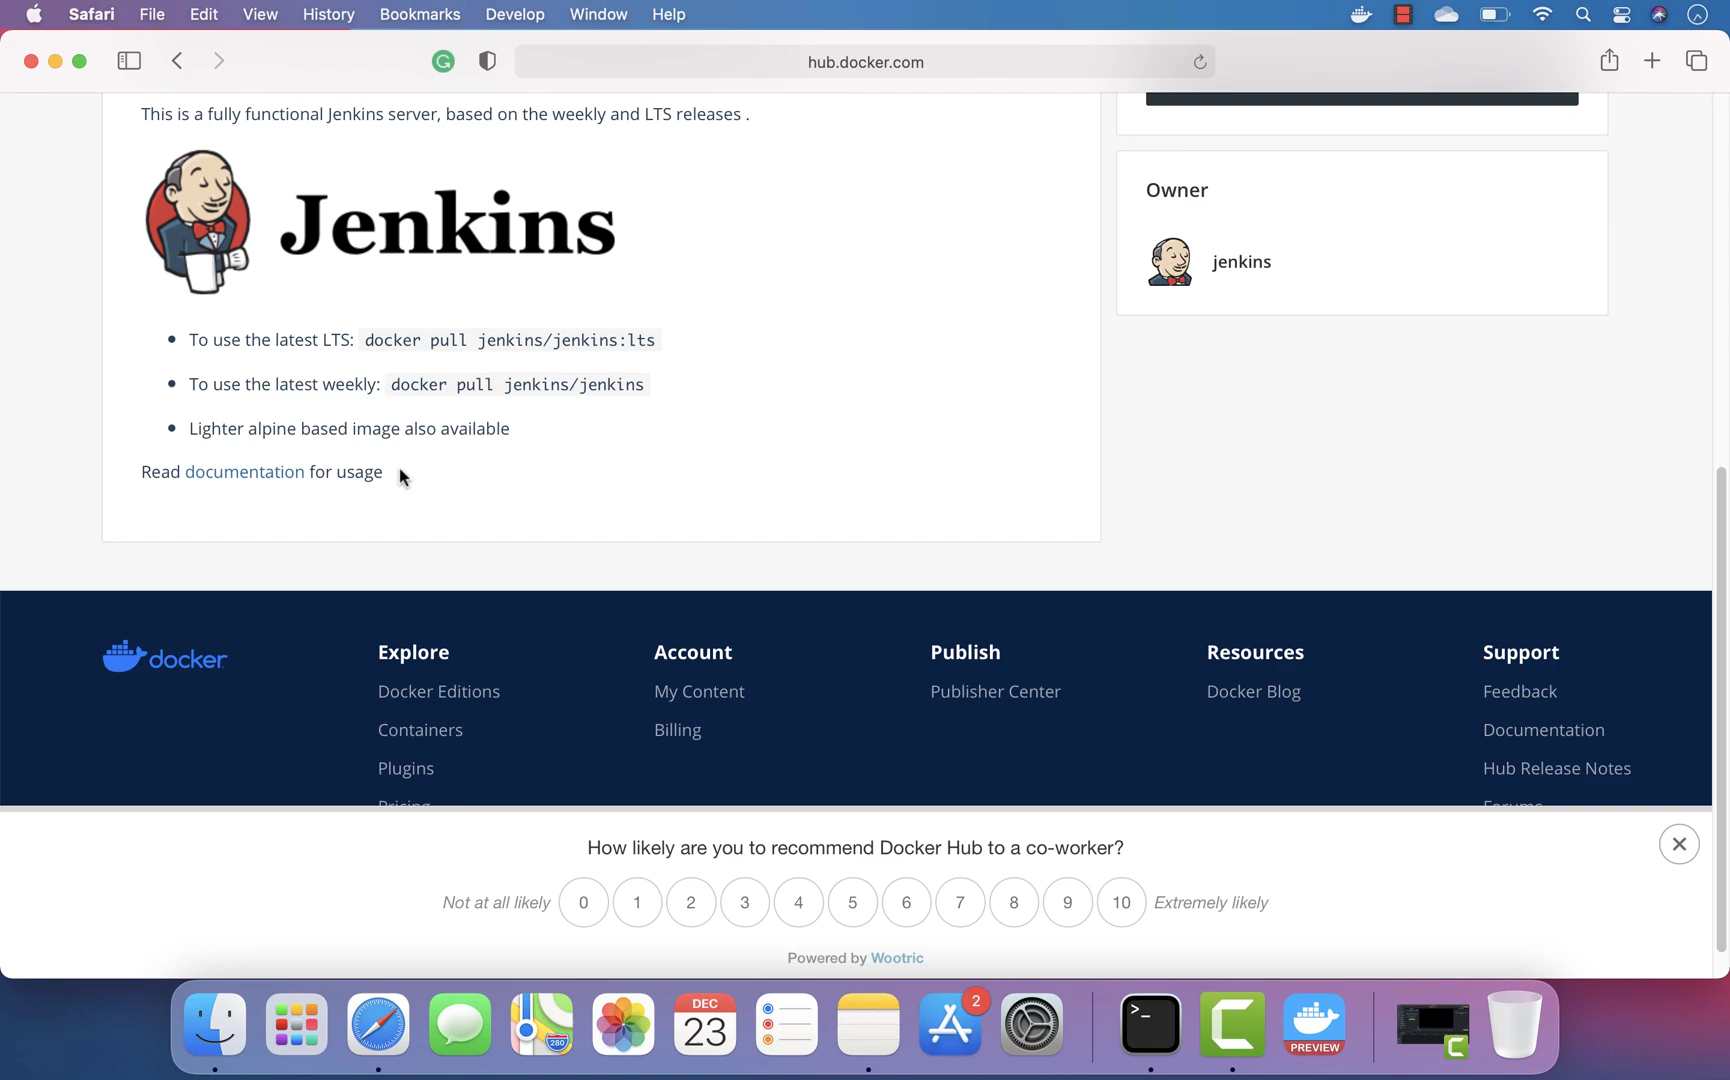 Safari File Edit View History Bookmarks Develop Window Help
hub.docker.com
This is a fully functional Jenkins server, based on the weekly and LTS releases .
Jenkins
To use the latest LTS: docker pull jenkins/jenkins:lts
To use the latest weekly: docker pull jenkins/jenkins
Lighter alpine based image also available
Read documentation for usage
Owner
jenkins
docker
Explore
Docker Editions
Containers
Plugins
Pricing
Account
My Content
Billing
Publish
Publisher Center
Resources
Docker Blog
Support
Feedback
Documentation
Hub Release Notes
Forums
How likely are you to recommend Docker Hub to a co-worker?
Not at all likely 0 1 2 3 4 5 6 7 8 9 10 Extremely likely
Powered by Wootric
280
DEC
23
2
>_
PREVIEW